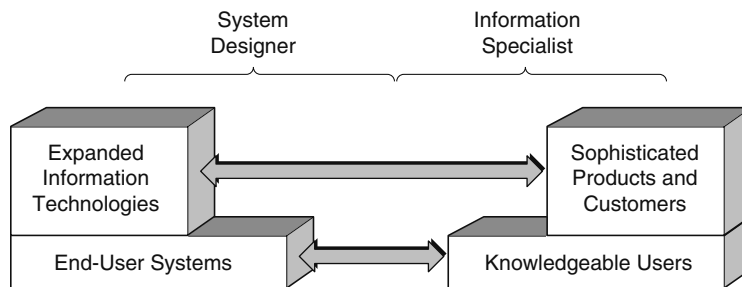 System
Designer
Information
Specialist
Expanded
Information
Technologies
Sophisticated
Products and
Customers
End-User Systems
Knowledgeable Users